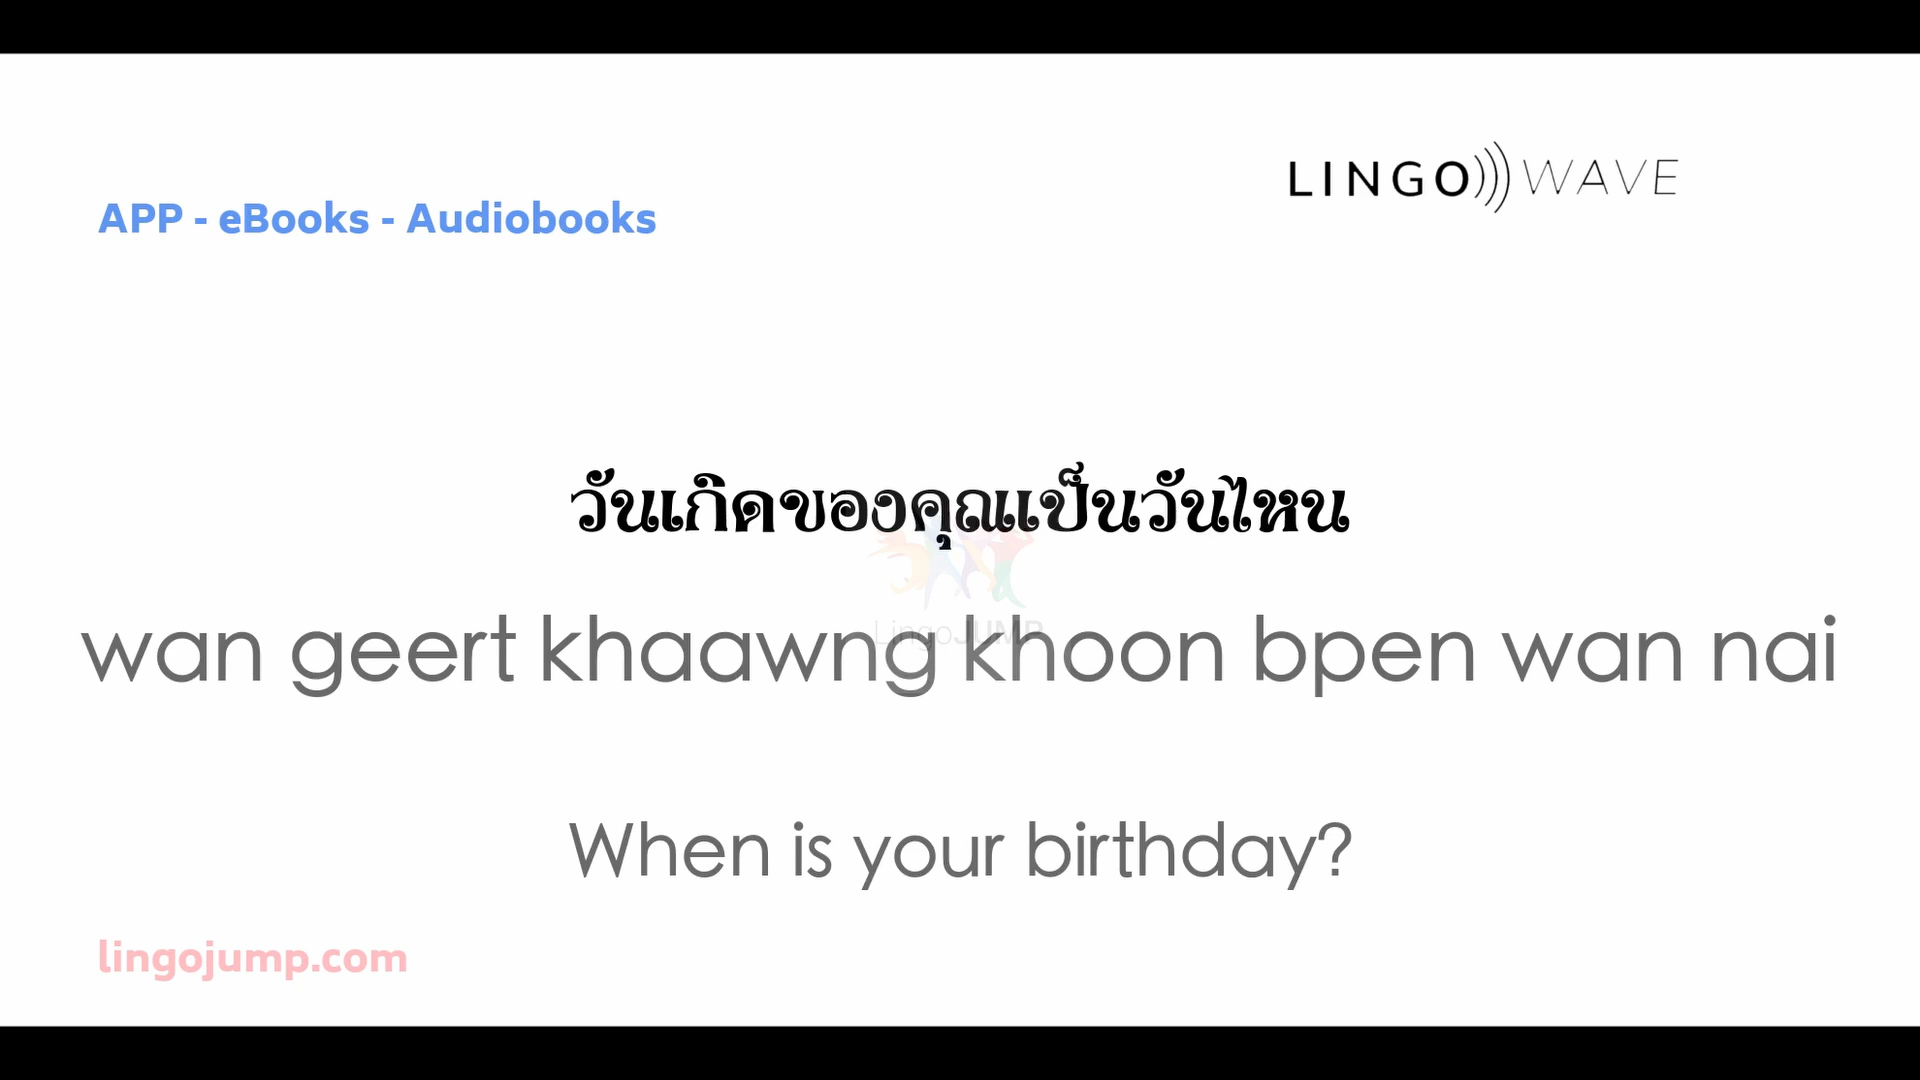 LINGO WAVE
APP - eBooks - Audiobooks
วันเกิดของคุณเป็นวันไหน
LingoJUMP
wan geert khaawng khoon bpen wan nai
When is your birthday?
lingojump.com